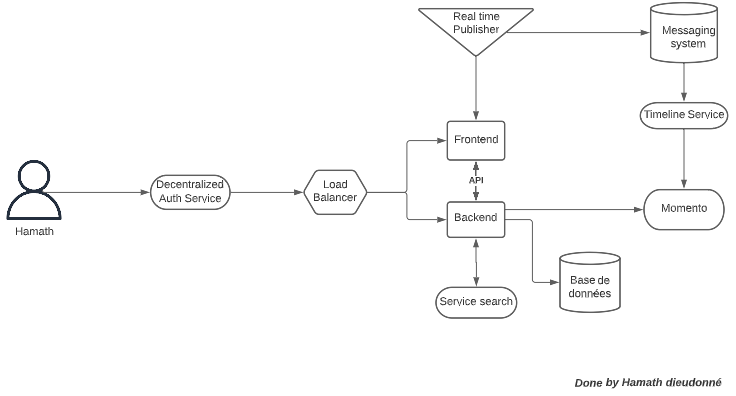 Real time
Publisher
Messaging
system
Timeline Service
Frontend
API
Decentralized
Auth Service
Load
Balancer
Backend
Momento
Hamath
Base de
données
Service search
Done by Hamath dieudonné